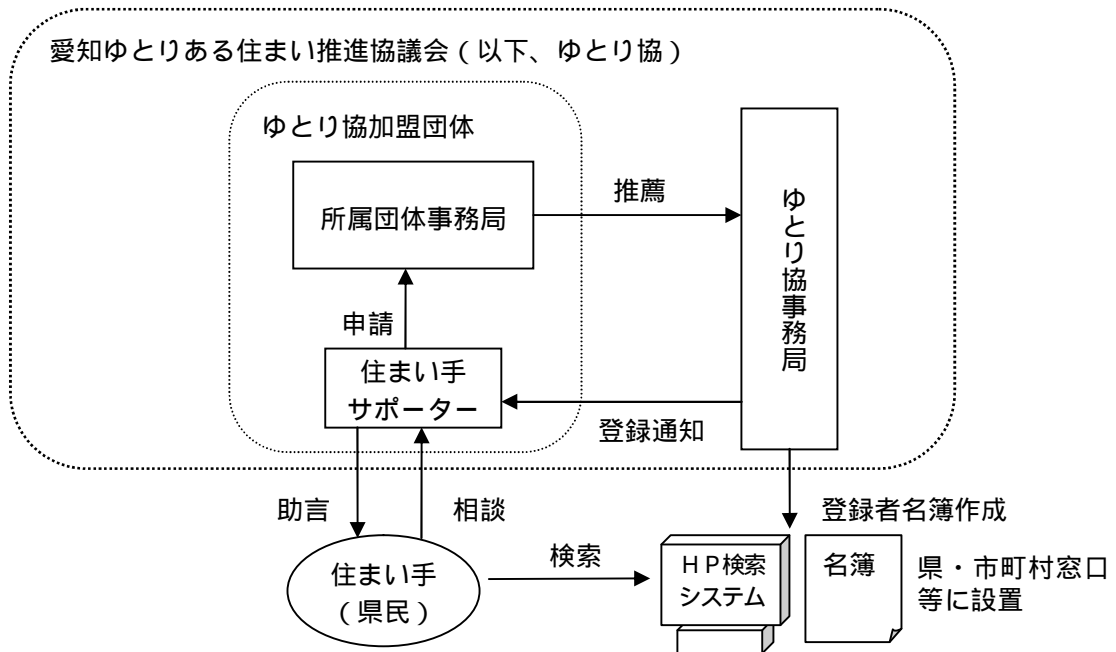 愛知ゆとりある住まい推進協議会(以下、ゆとり協)
ゆとり協加盟団体
所属団体事務局
推薦
ゆとり協事務局
申請
住まい手
サポーター
登録通知
助言
相談
登録者名簿作成
住まい手
(県民)
検索
HP検索
システム
名簿
県・市町村窓口
等に設置